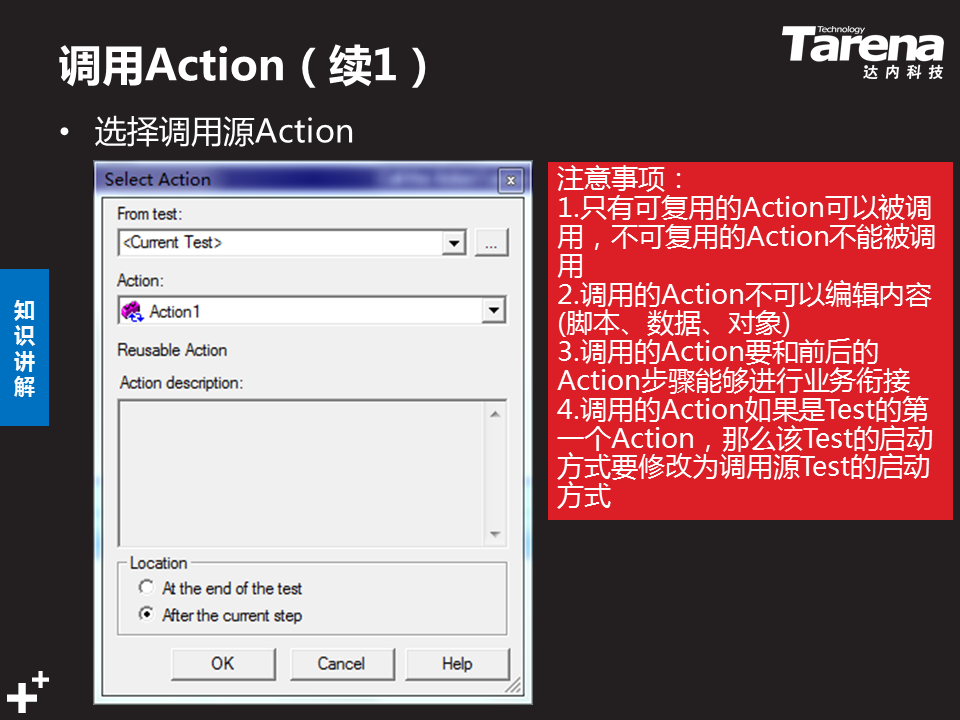 调用Action（续1）
Technology
Tarena
达内科技
• 选择调用源Action
知
识
讲
解
Select Action
From test:
<Current Test>
...
Action:
Action1
Reusable Action
Action description:
Location
At the end of the test
After the current step
OK
Cancel
Help
注意事项：
1.只有可复用的Action可以被调
用，不可复用的Action不能被调
用
2.调用的Action不可以编辑内容
(脚本、数据、对象)
3.调用的Action要和前后的
Action步骤能够进行业务衔接
4.调用的Action如果是Test的第
一个Action，那么该Test的启动
方式要修改为调用源Test的启动
方式